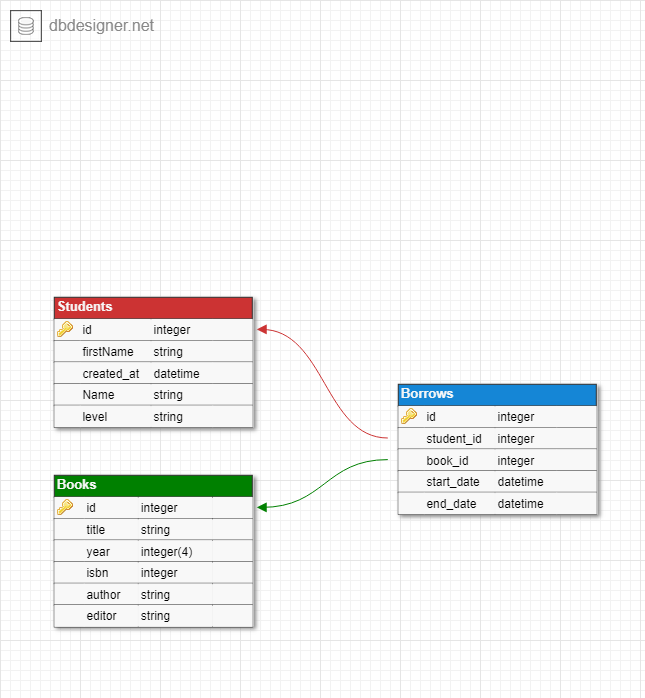 dbdesigner.net
Students
id integer
firstName string
created_at datetime
Name string
level string
Borrows
id integer
student_id integer
book_id integer
start_date datetime
end_date datetime
Books
id integer
title string
year integer(4)
isbn integer
author string
editor string